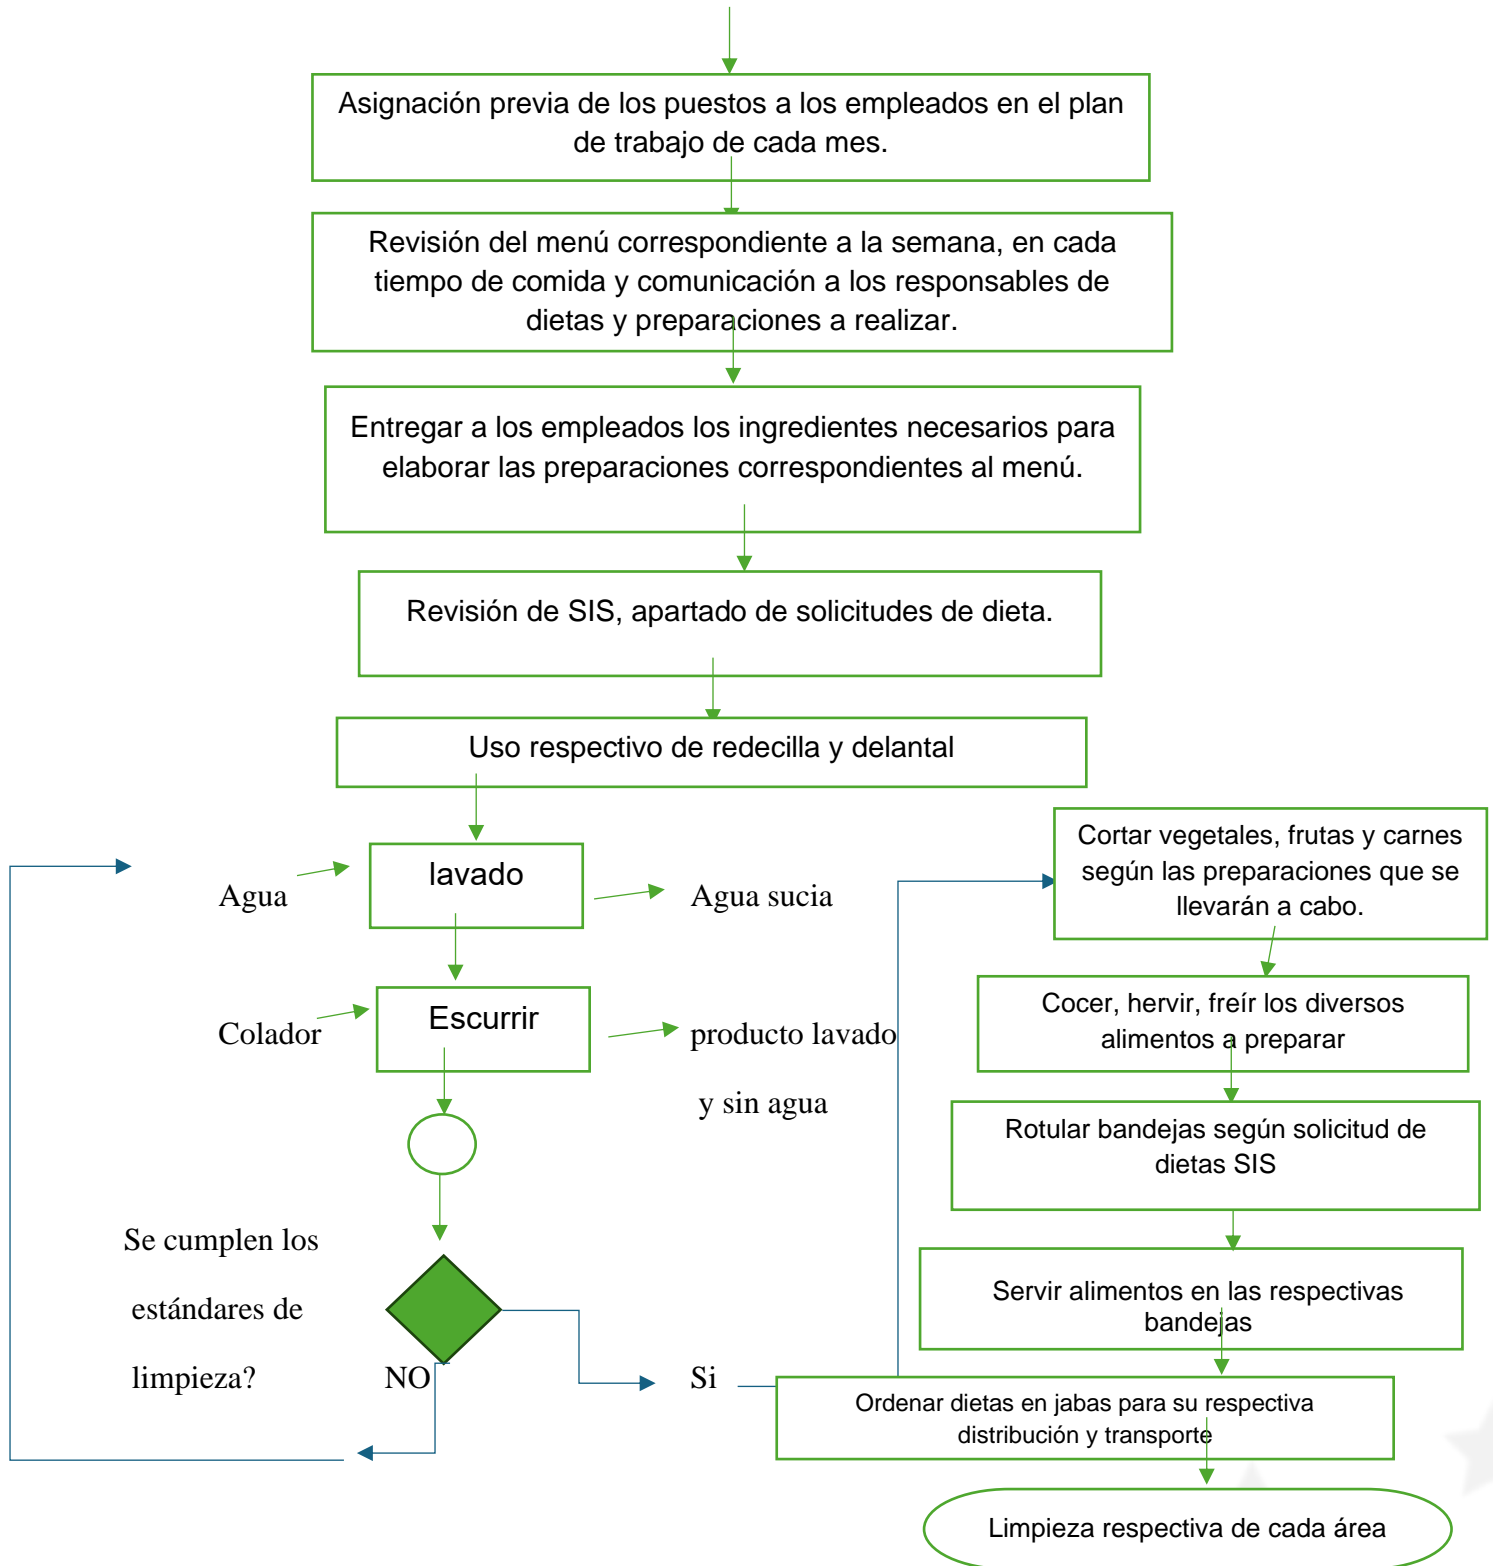 Asignación previa de los puestos a los empleados en el plan
de trabajo de cada mes.
Revisión del menú correspondiente a la semana, en cada
tiempo de comida y comunicación a los responsables de
dietas y preparaciones a realizar.
Entregar a los empleados los ingredientes necesarios para
elaborar las preparaciones correspondientes al menú.
Revisión de SIS, apartado de solicitudes de dieta.
Uso respectivo de redecilla y delantal
lavado
Agua
Agua sucia
Escurrir
Colador
producto lavado
y sin agua
Se cumplen los
estándares de
limpieza?
NO
Si
Cortar vegetales, frutas y carnes
según las preparaciones que se
llevarán a cabo.
Cocer, hervir, freír los diversos
alimentos a preparar
Rotular bandejas según solicitud de
dietas SIS
Servir alimentos en las respectivas
bandejas
Ordenar dietas en jabas para su respectiva
distribución y transporte
Limpieza respectiva de cada área